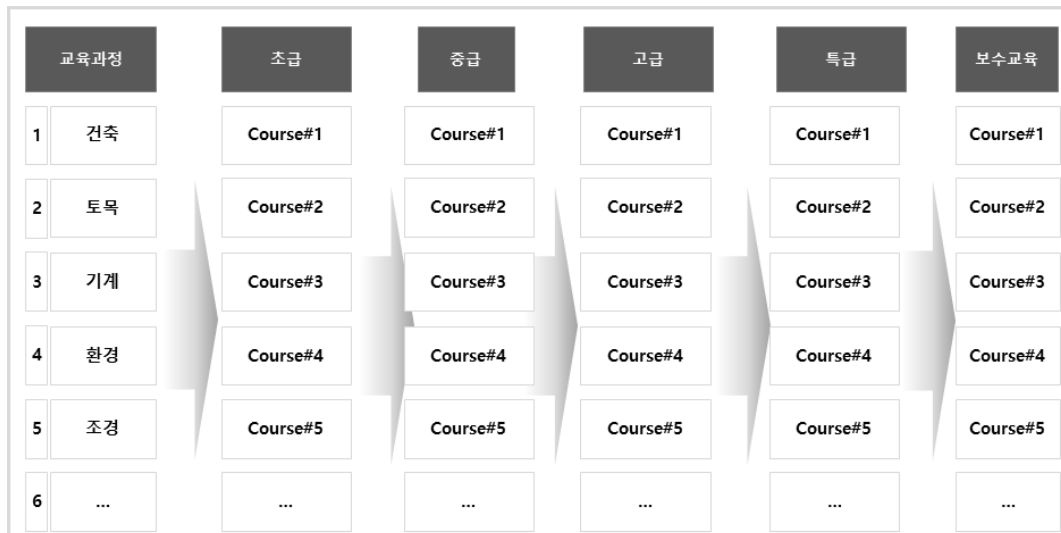 교육과정 초급 중급 고급 특급 보수교육
1 건축 Course#1 Course#1 Course#1 Course#1 Course#1
2 토목 Course#2 Course#2 Course#2 Course#2 Course#2
3 기계 Course#3 Course#3 Course#3 Course#3 Course#3
4 환경 Course#4 Course#4 Course#4 Course#4 Course#4
5 조경 Course#5 Course#5 Course#5 Course#5 Course#5
6 ... ... ... ... ... ...